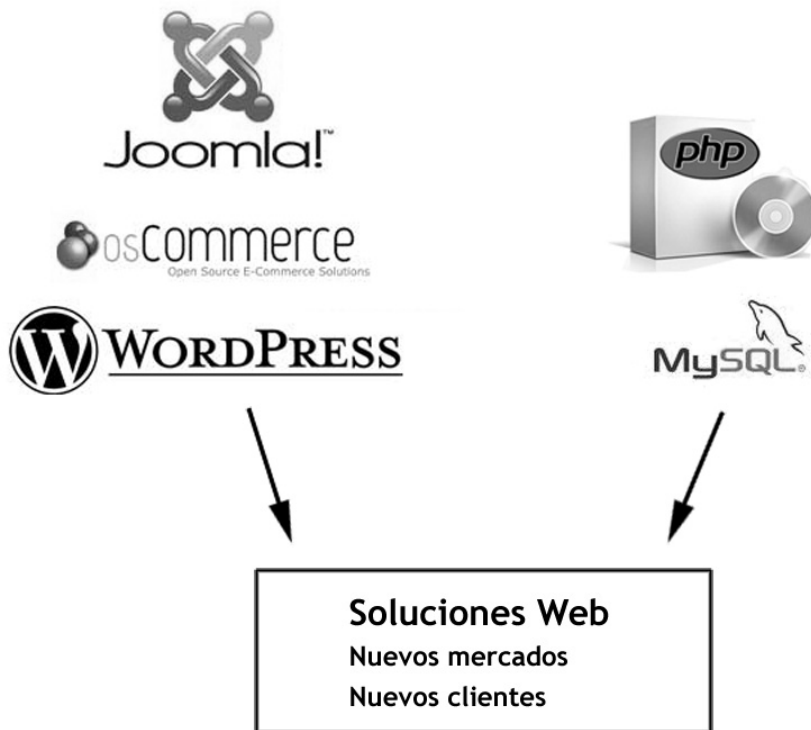 Joomla!™
php
osCommerce
Open Source E-Commerce Solutions
W WORDPRESS
MySQL®
Soluciones Web
Nuevos mercados
Nuevos clientes